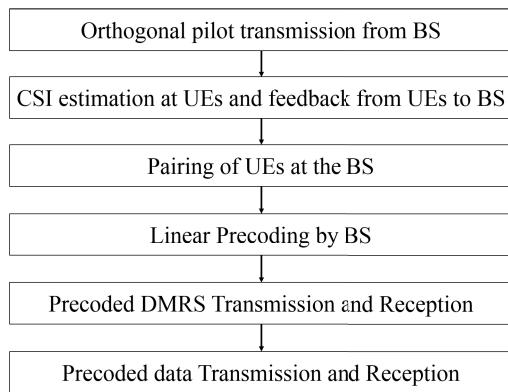 Orthogonal pilot transmission from BS
CSI estimation at UEs and feedback from UEs to BS
Pairing of UEs at the BS
Linear Precoding by BS
Precoded DMRS Transmission and Reception
Precoded data Transmission and Reception